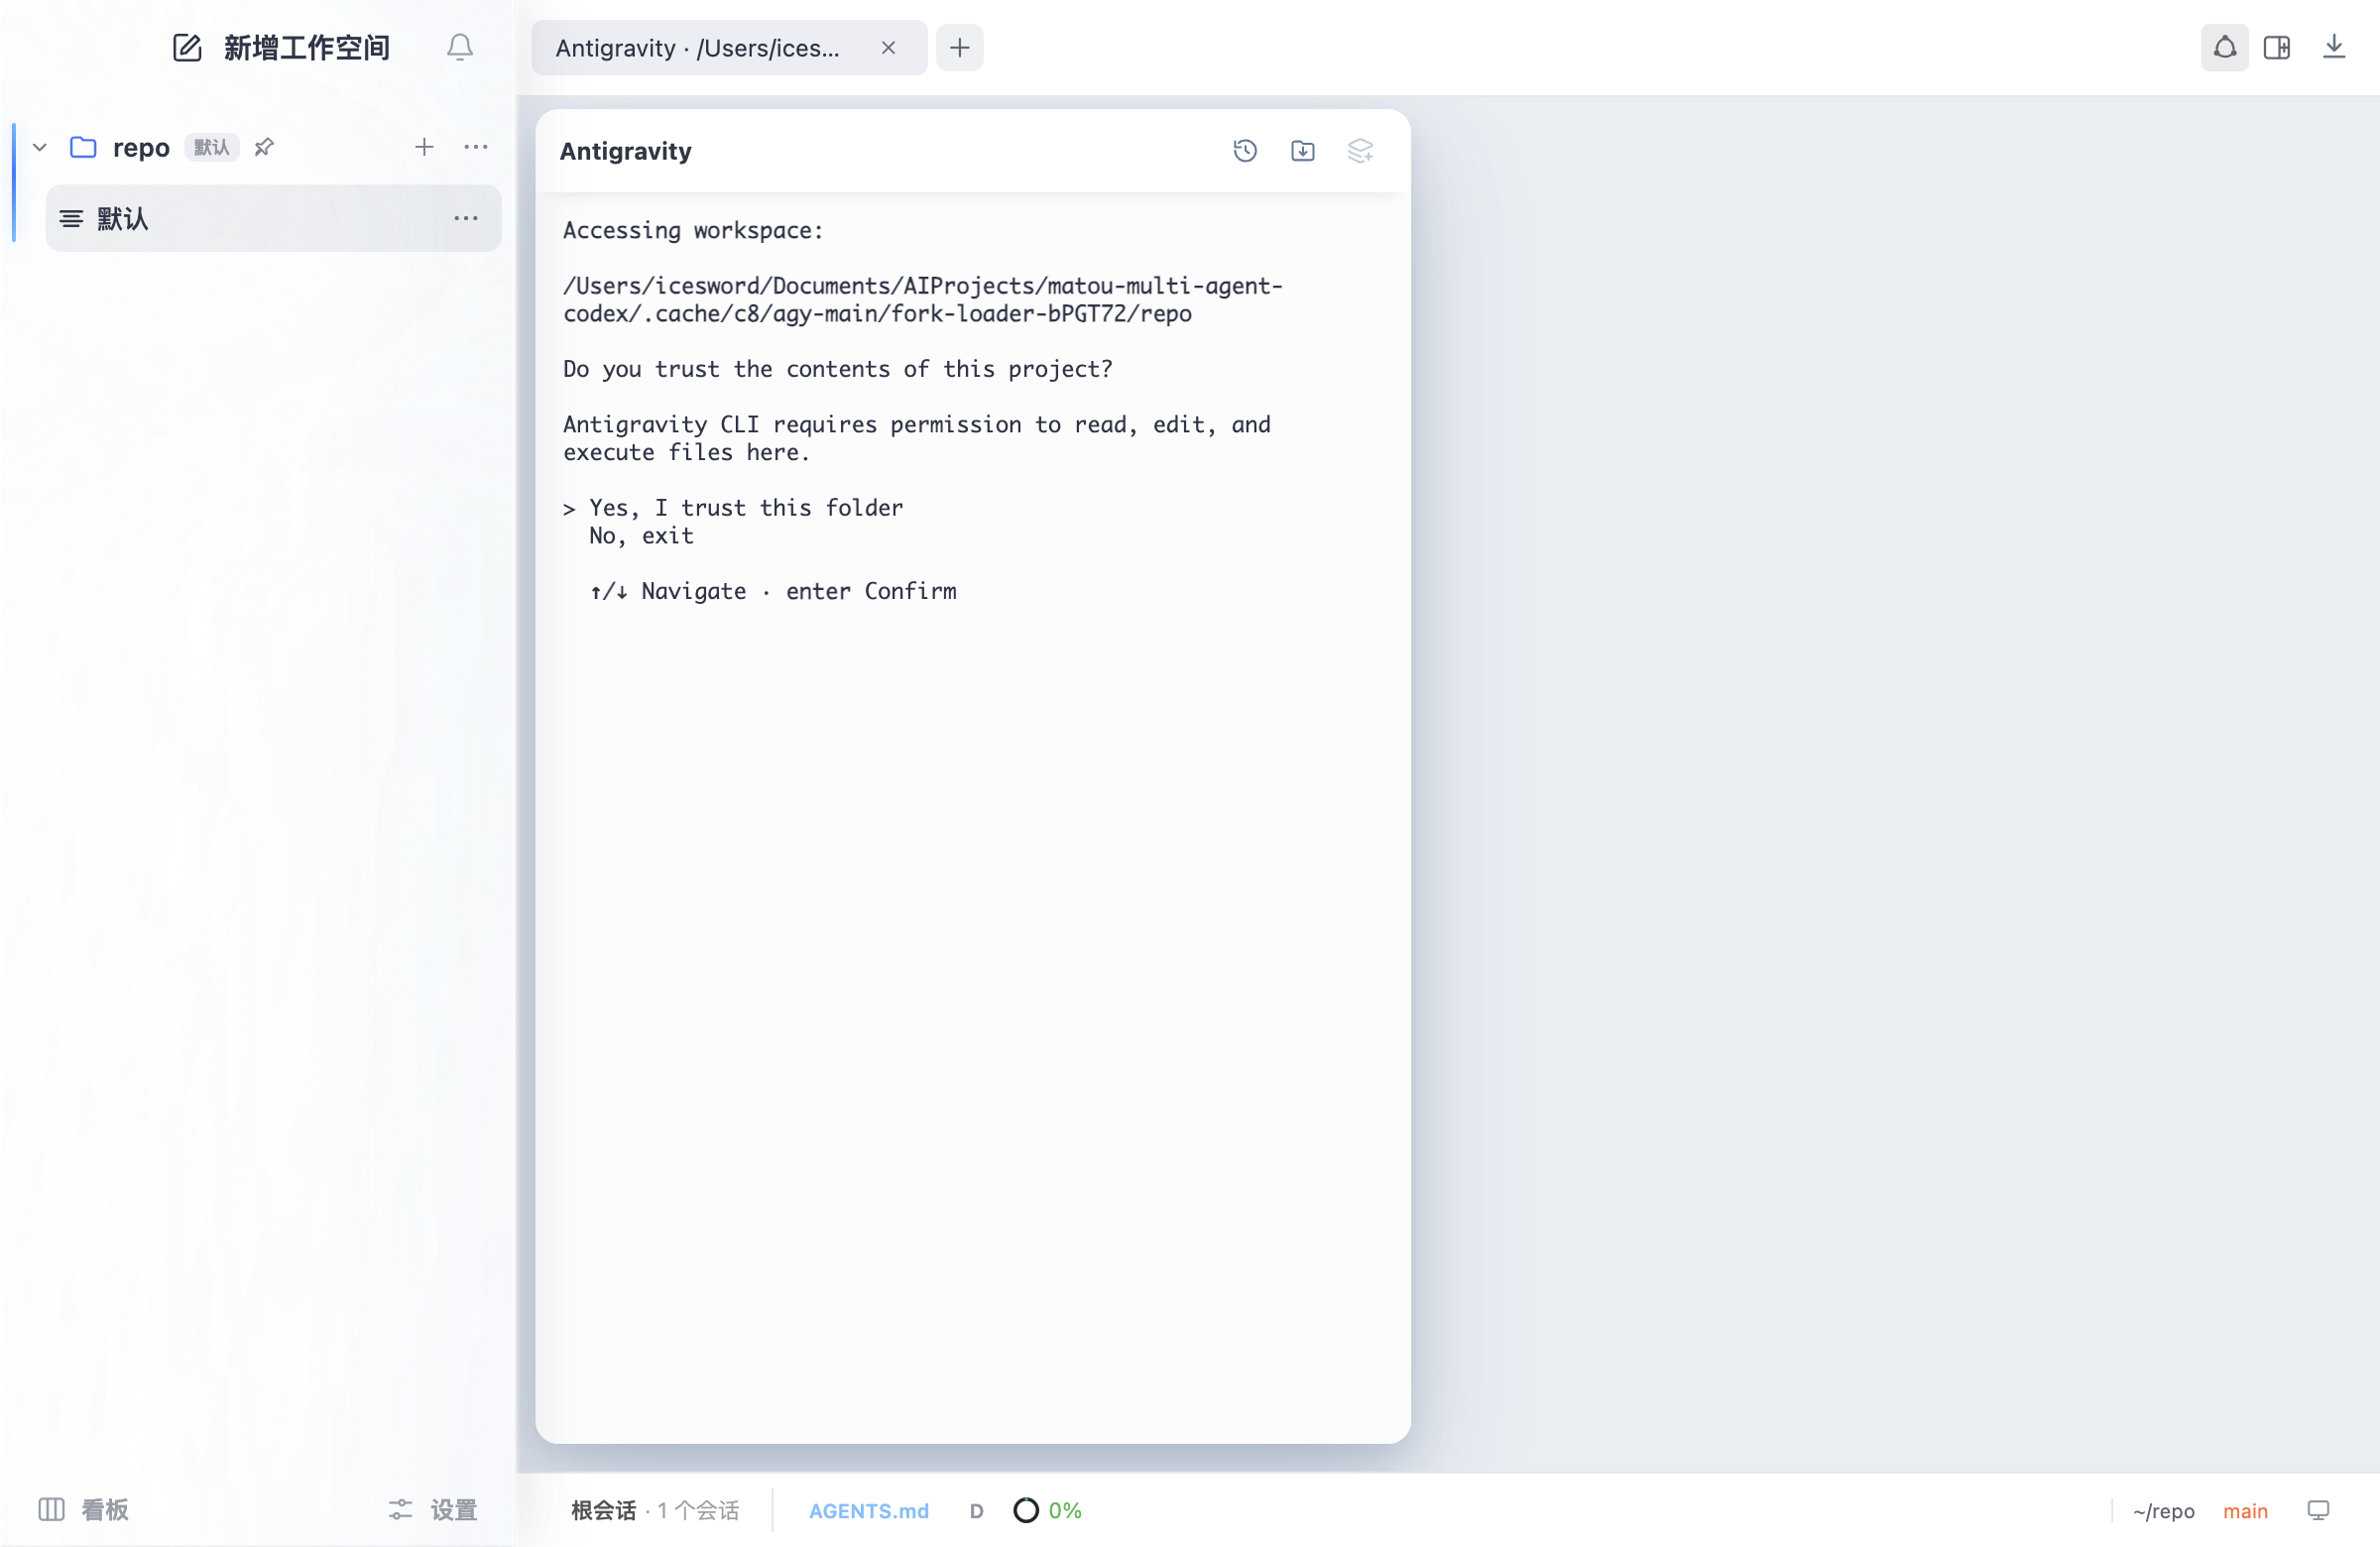 新增工作空间
repo 默认
默认
看板
设置
Antigravity · /Users/ices...
Antigravity
Accessing workspace:
/Users/icesword/Documents/AIProjects/matou-multi-agent-
codex/.cache/c8/agy-main/fork-loader-bPGT72/repo
Do you trust the contents of this project?
Antigravity CLI requires permission to read, edit, and
execute files here.
> Yes, I trust this folder
No, exit
↑/↓ Navigate · enter Confirm
根会话 · 1 个会话
AGENTS.md D 0%
~/repo main